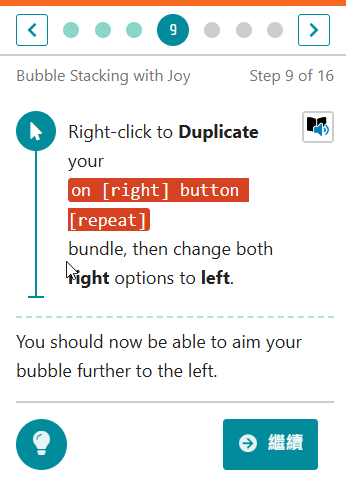 9
Bubble Stacking with Joy
Step 9 of 16
Right-click to Duplicate
your
on [right] button
[repeat]
bundle, then change both
right options to left.
You should now be able to aim your
bubble further to the left.
繼續